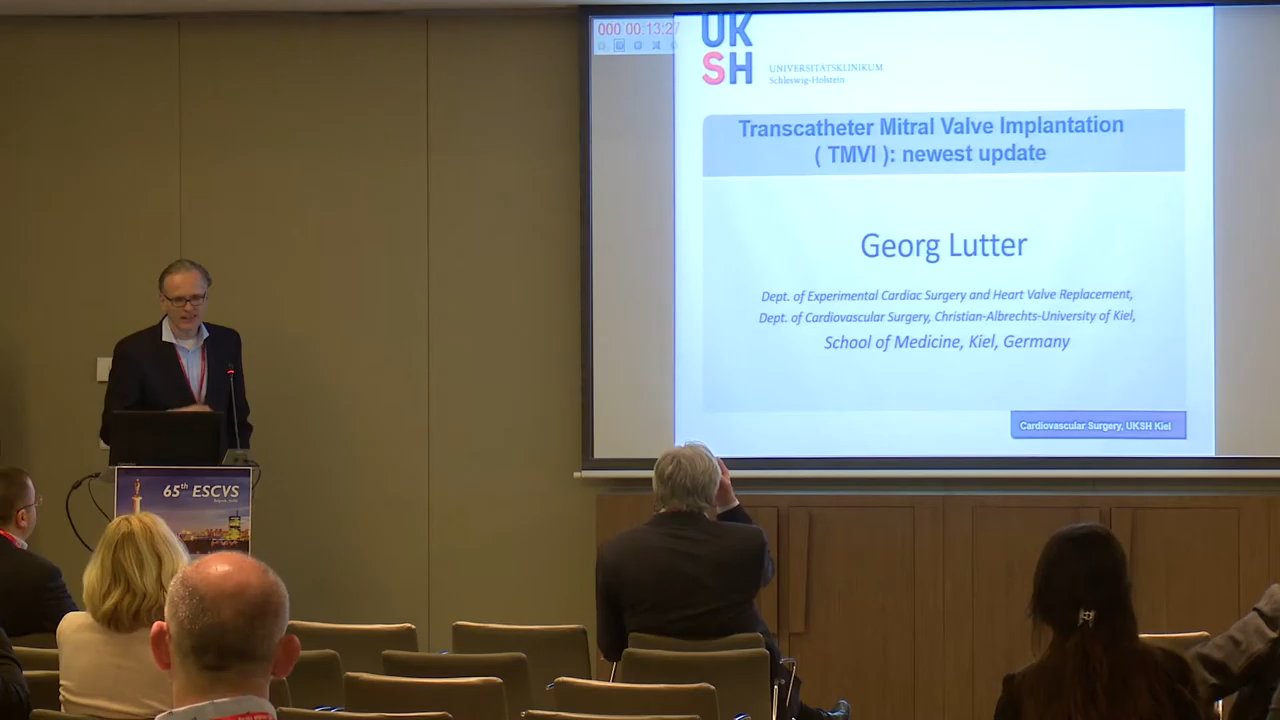 000 00:13:27
UK
SH
UNIVERSITÄTSKLINIKUM
Schleswig-Holstein
Transcatheter Mitral Valve Implantation
( TMVI ): newest update
Georg Lutter
Dept. of Experimental Cardiac Surgery and Heart Valve Replacement,
Dept. of Cardiovascular Surgery, Christian-Albrechts-University of Kiel,
School of Medicine, Kiel, Germany
Cardiovascular Surgery, UKSH Kiel
65th ESCVS